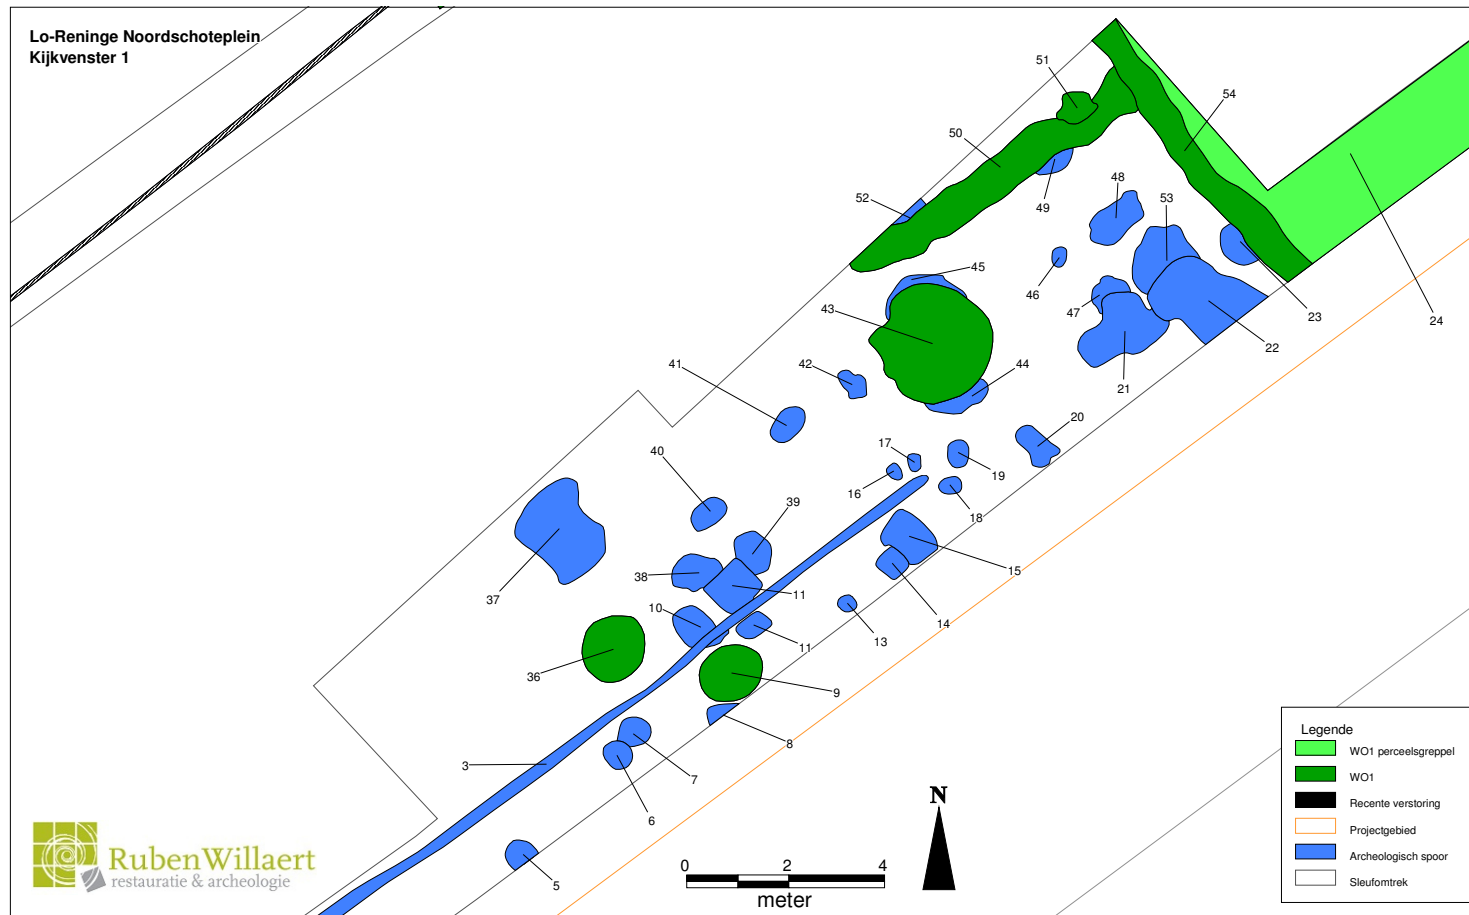 Lo-Reninge Noordschoteplein
Kijkvenster 1
51
54
50
48
53
49
52
45
46
47
43
23
24
22
41
42
44
21
20
17
40
16
19
39
18
38
15
37
11
10
14
13
11
36
9
8
3
7
6
5
N
0 2 4
meter
RubenWillaert
restauratie & archeologie
Legende
WO1 perceelsgreppel
WO1
Recente verstoring
Projectgebied
Archeologisch spoor
Sleufomtrek